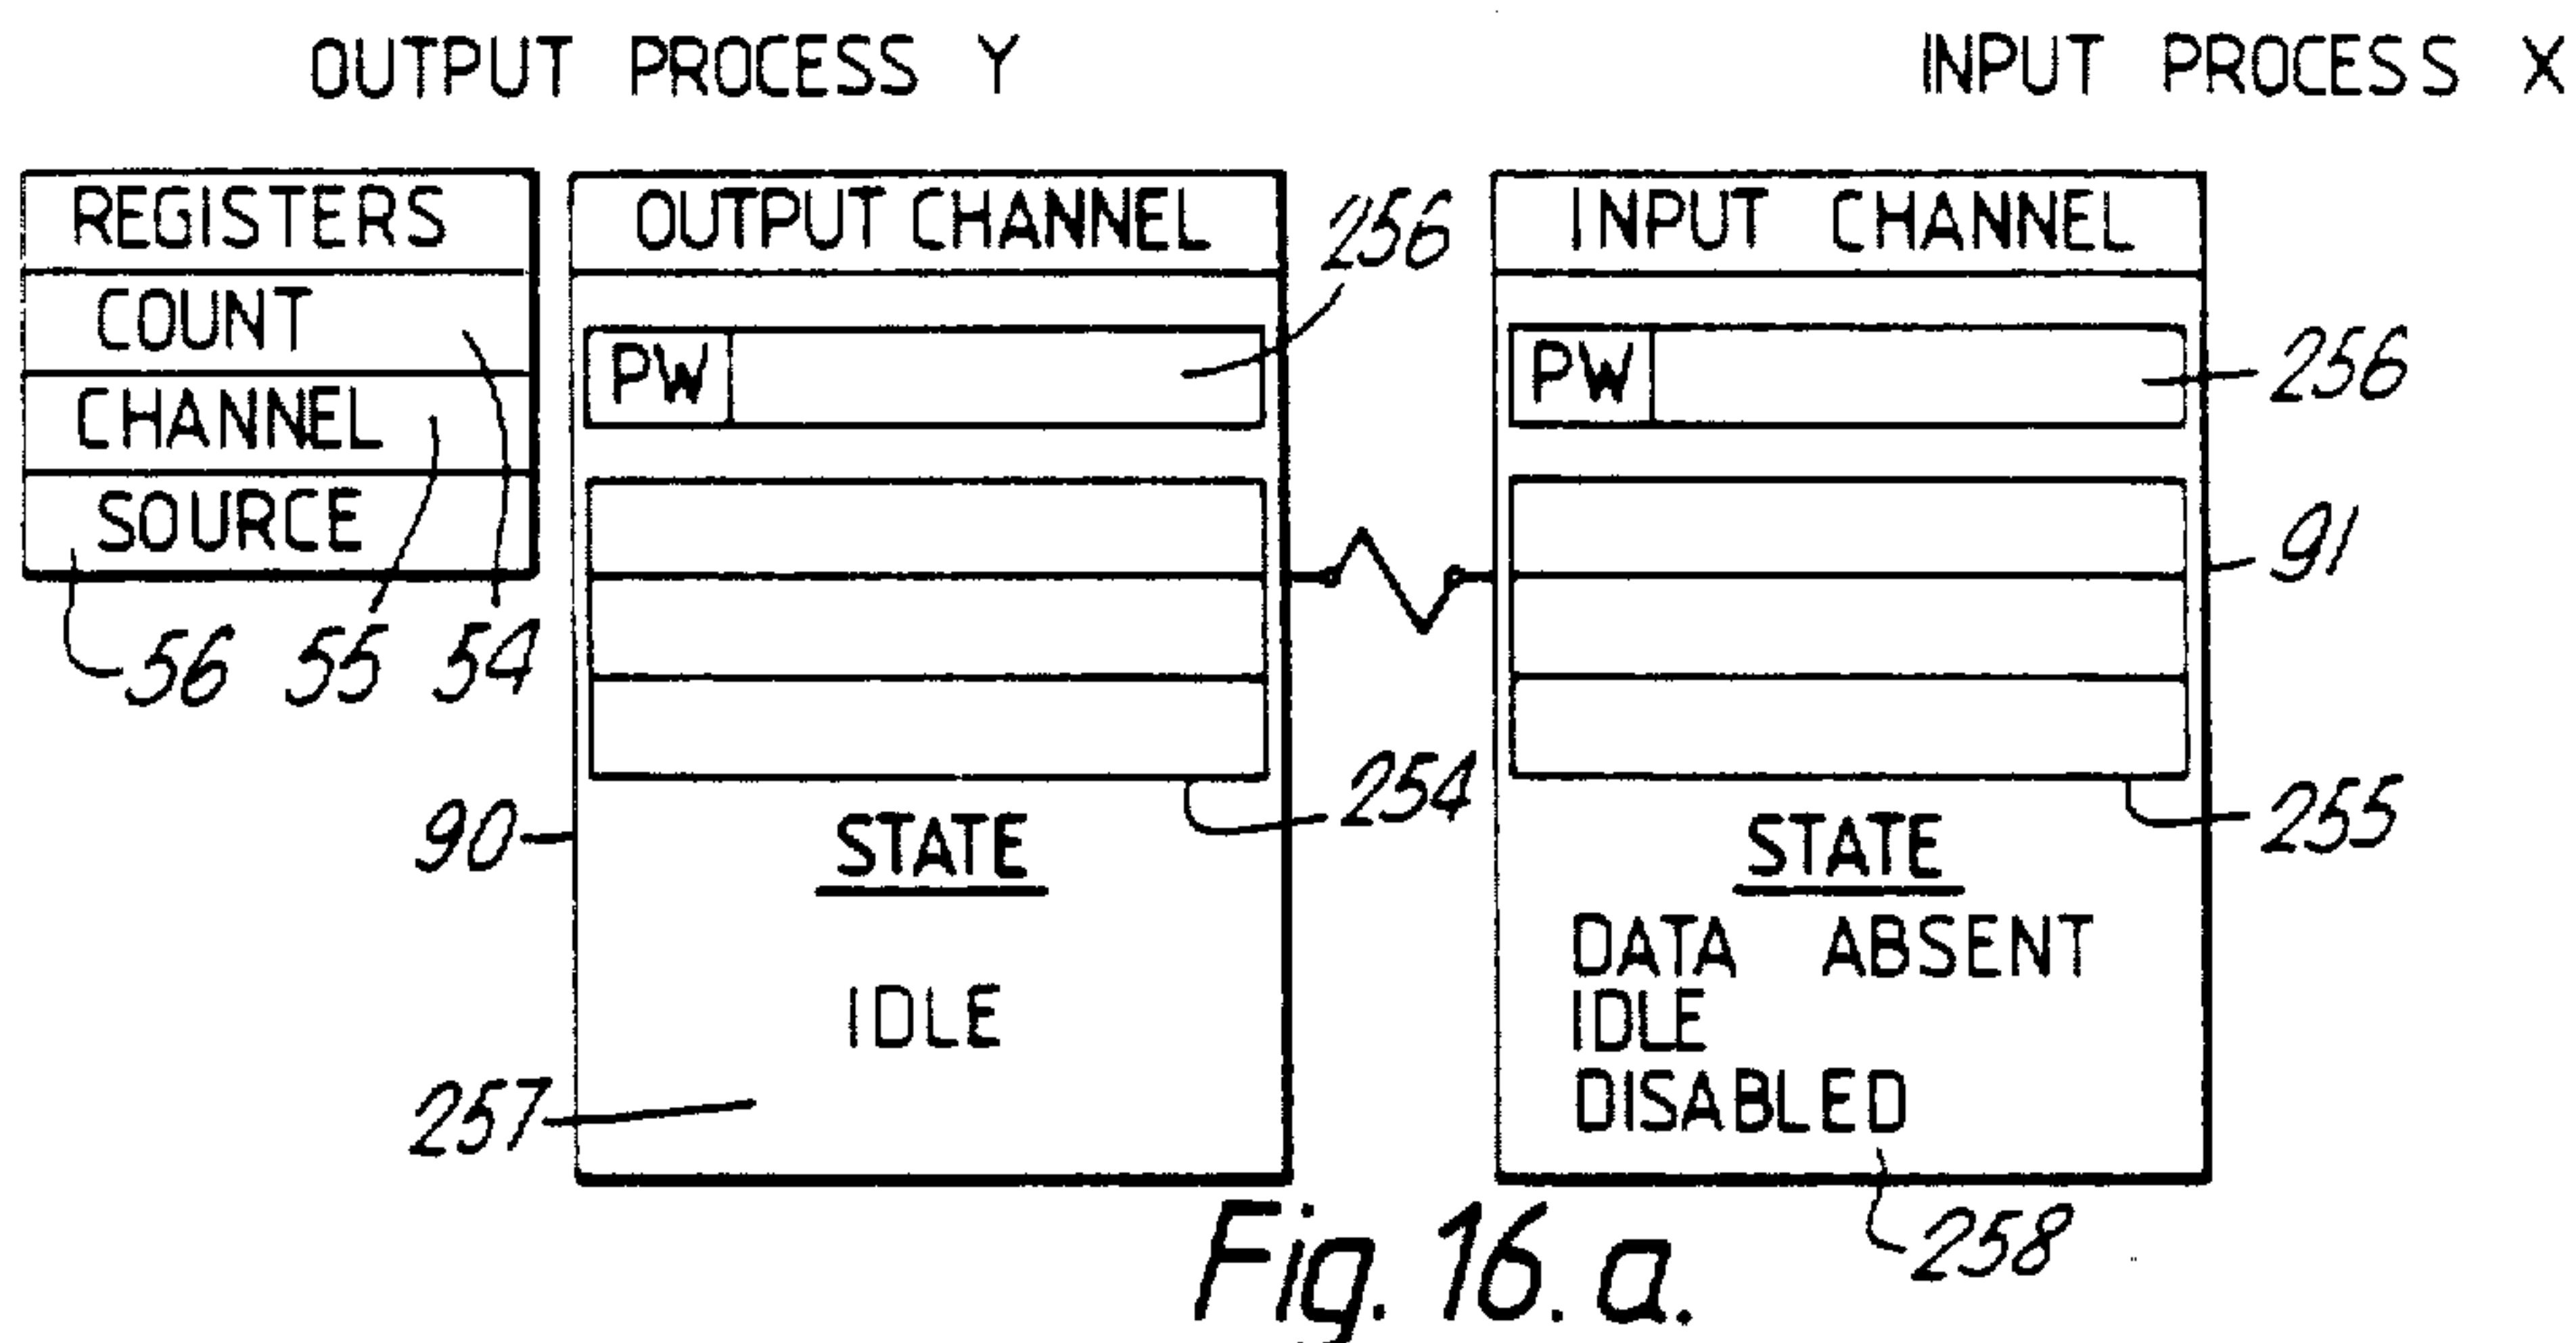 OUTPUT PROCESS Y
INPUT PROCESS X
REGISTERS
COUNT
CHANNEL
SOURCE
56 55 54
OUTPUT CHANNEL
256
PW
254
STATE
IDLE
90
257
INPUT CHANNEL
PW
256
91
255
STATE
DATA ABSENT
IDLE
DISABLED
258
Fig. 16. a.